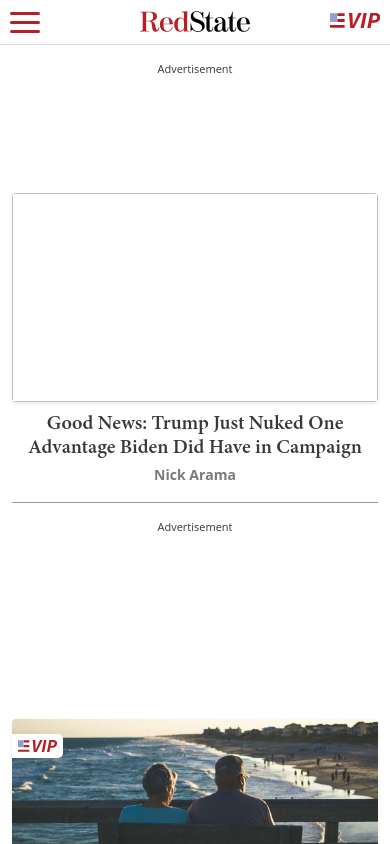 RedState
VIP
Advertisement
Good News: Trump Just Nuked One
Advantage Biden Did Have in Campaign
Nick Arama
Advertisement
VIP